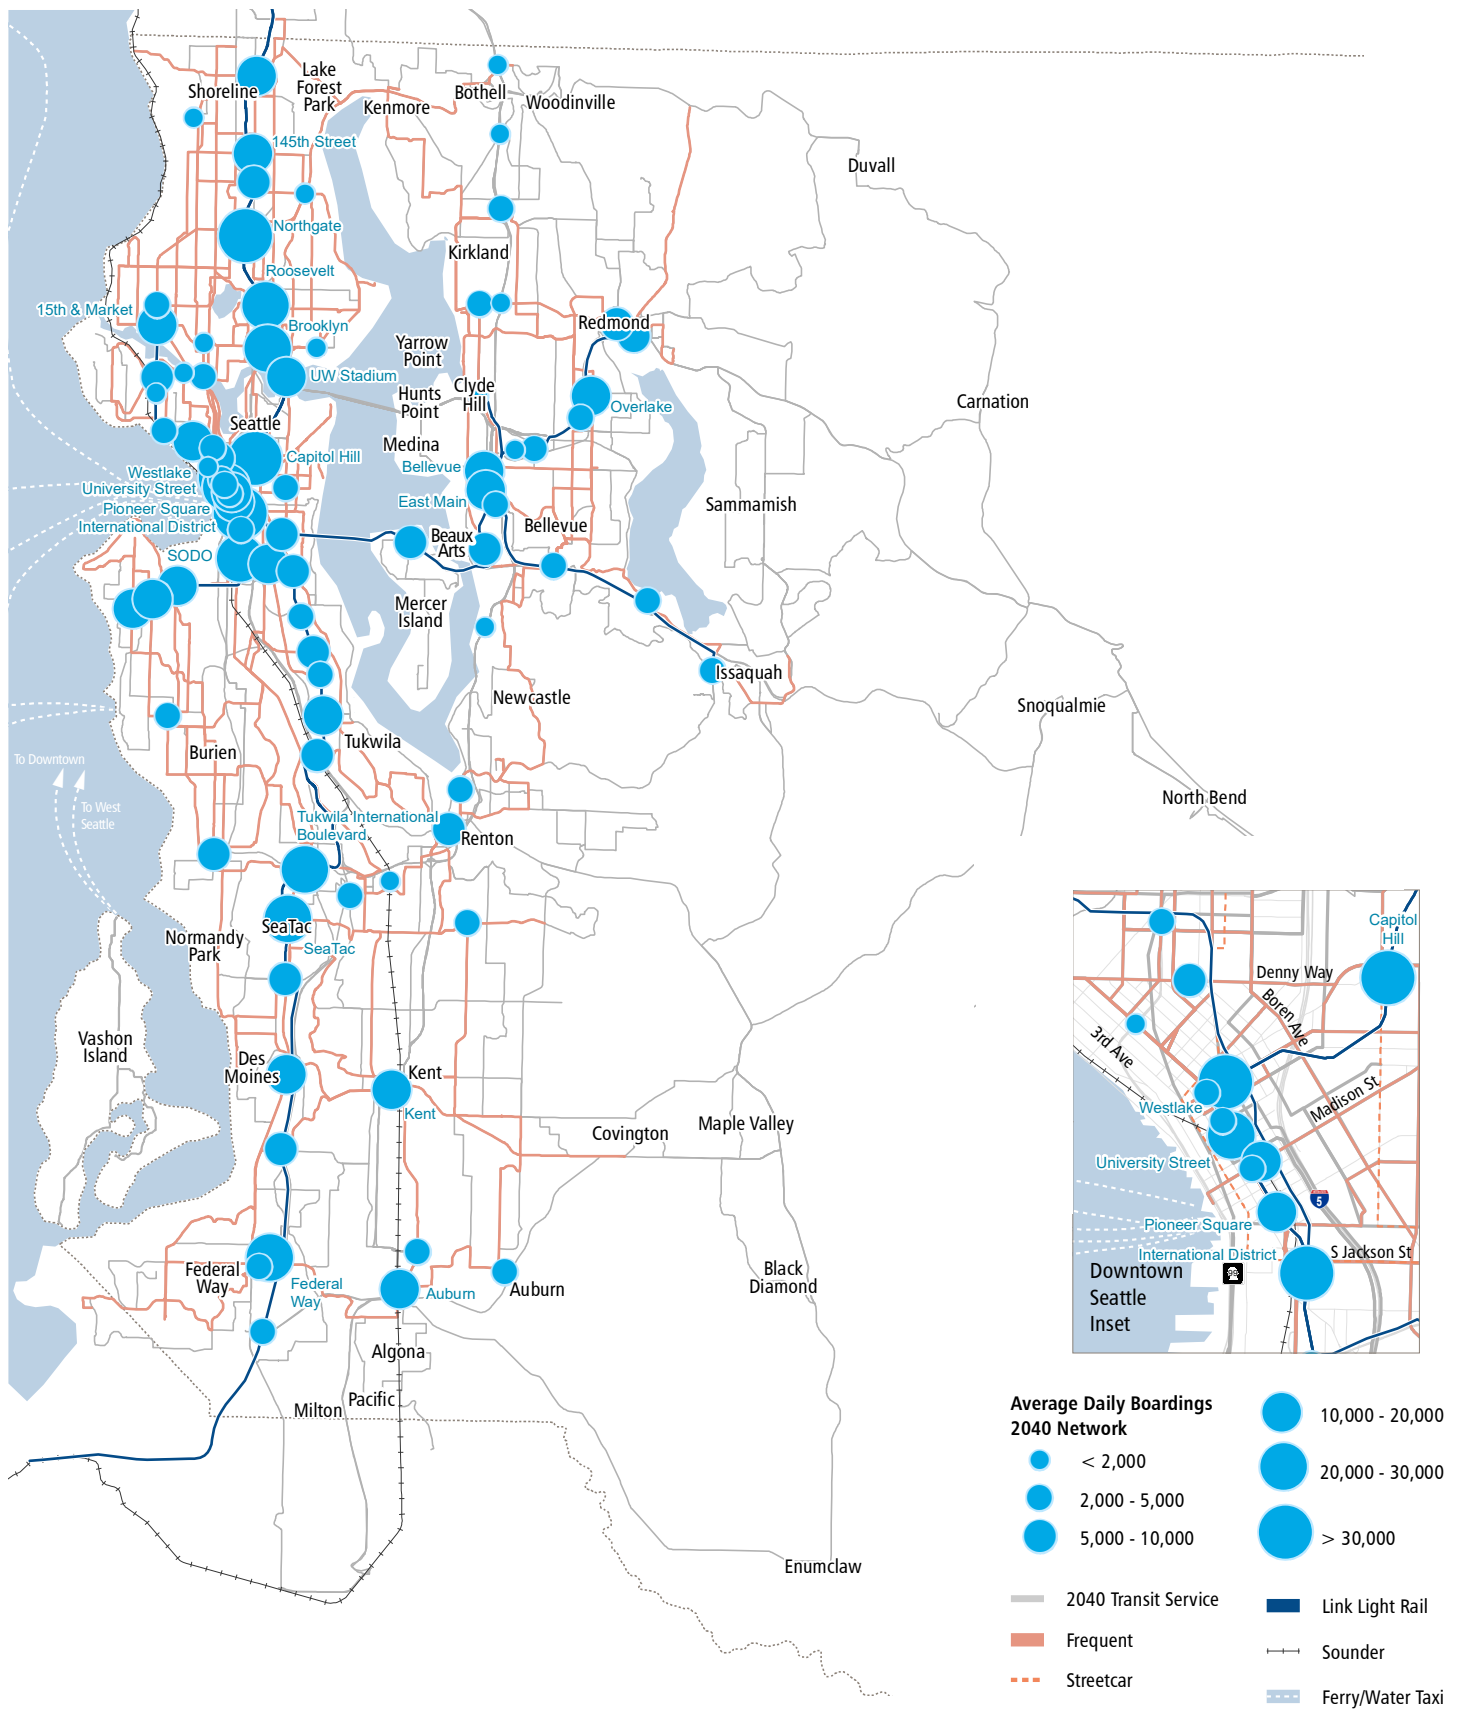 Lake
Forest
Park
Shoreline
Kenmore
Bothell
Woodinville
145th Street
Duvall
Northgate
Kirkland
Roosevelt
15th & Market
Brooklyn
Redmond
Yarrow
Point
UW Stadium
Clyde
Hill
Hunts
Point
Overlake
Carnation
Seattle
Medina
Capitol Hill
Bellevue
Westlake
University Street
East Main
Sammamish
Pioneer Square
International District
Beaux
Arts
Bellevue
SODO
Mercer
Island
Issaquah
Newcastle
Snoqualmie
Tukwila
Burien
To Downtown
North Bend
To West
Seattle
Tukwila International
Boulevard
Renton
SeaTac
SeaTac
Normandy
Park
Vashon
Island
Des
Moines
Kent
Kent
Maple Valley
Covington
Federal
Way
Federal
Way
Auburn
Auburn
Black
Diamond
Algona
Pacific
Milton
Enumclaw
Capitol
Hill
Denny Way
Boren Ave
3rd Ave
Madison St
Westlake
University Street
5
Pioneer Square
International District
S Jackson St
Downtown
Seattle
Inset
Average Daily Boardings
2040 Network
< 2,000
2,000 - 5,000
5,000 - 10,000
10,000 - 20,000
20,000 - 30,000
> 30,000
2040 Transit Service
Frequent
Streetcar
Link Light Rail
Sounder
Ferry/Water Taxi